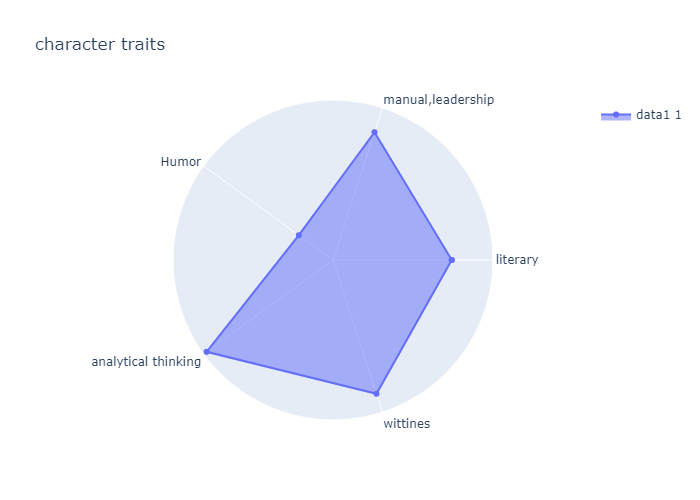 character traits
manual,leadership
data1 1
Humor
literary
analytical thinking
wittines